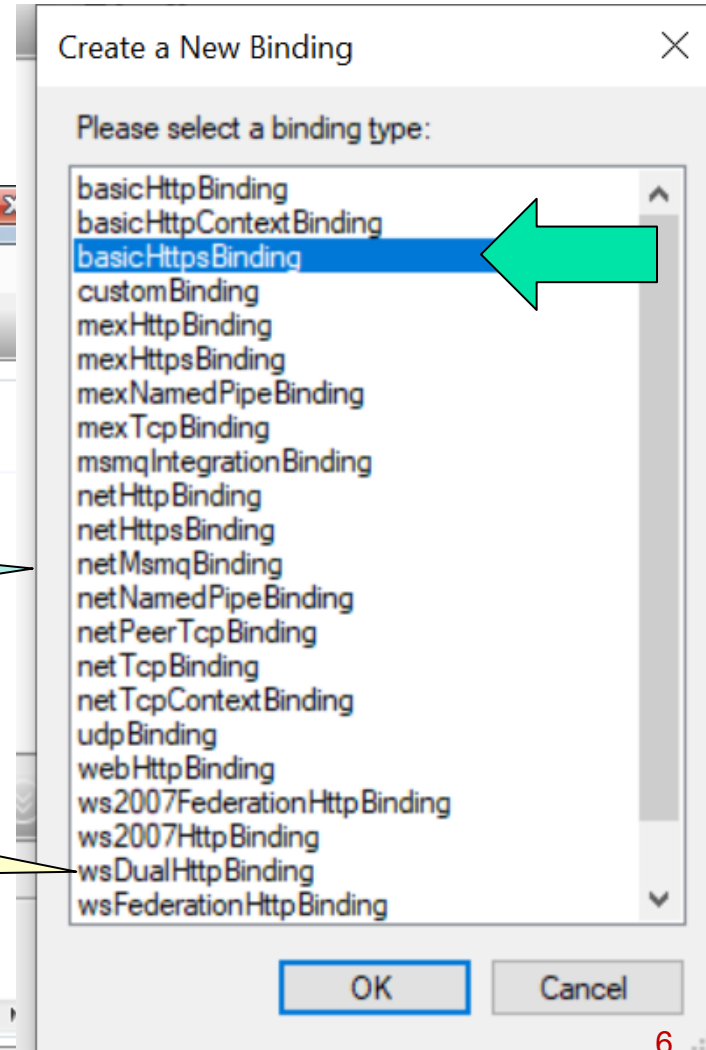 Create a New Binding
Please select a binding type:
basicHttpBinding
basicHttpContextBinding
basicHttpsBinding
customBinding
mexHttpBinding
mexHttpsBinding
mexNamedPipeBinding
mexTcpBinding
msmqIntegrationBinding
netHttpBinding
netHttpsBinding
netMsmqBinding
netNamedPipeBinding
netPeerTcpBinding
netTcpBinding
netTcpContextBinding
udpBinding
webHttpBinding
ws2007FederationHttpBinding
ws2007HttpBinding
wsDualHttpBinding
wsFederationHttpBinding
OK Cancel
6